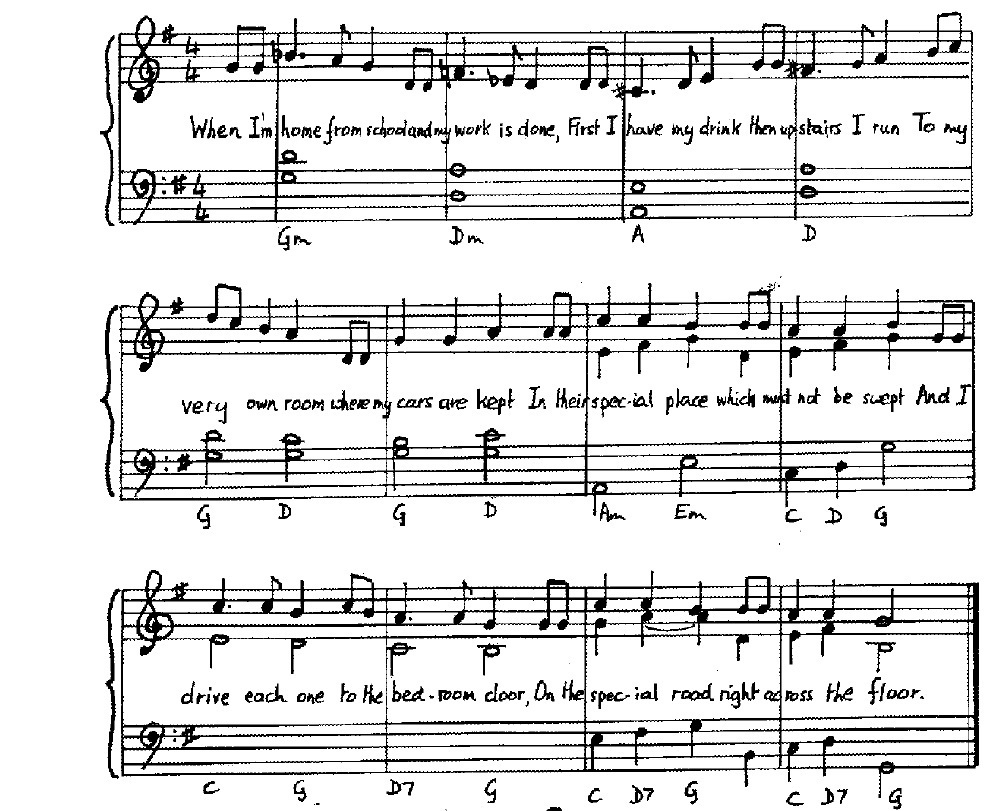 4 4
When I'm home from school and my work is done, First I have my drink then upstairs I run To my
4 4
Gm Dm A D
very own room where my cars are kept In their spec-ial place which must not be swept And I
G D G D Am Em C D G
drive each one to the bed-room door, On the spec-ial road right across the floor.
C G D7 G C D7 G C D7 G